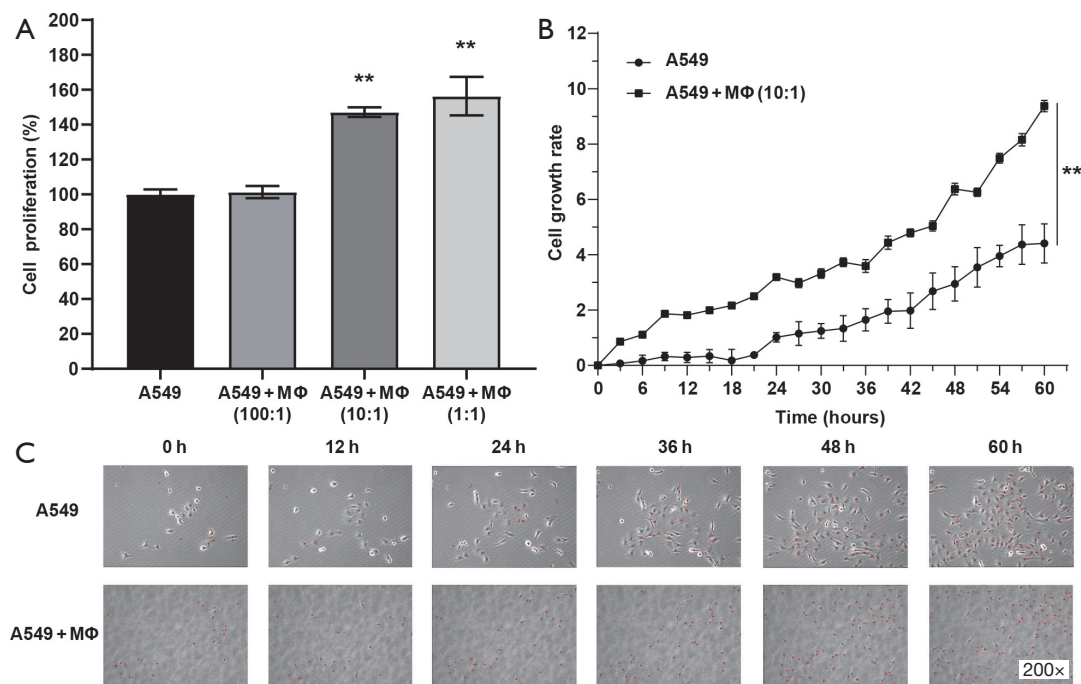 A
200
180
160
140
120
100
80
60
40
20
0
Cell proliferation (%)
**
**
A549
A549 + MΦ
(100:1)
A549 + MΦ
(10:1)
A549 + MΦ
(1:1)
B
12
10
8
6
4
2
0
Cell growth rate
A549
A549 + MΦ (10:1)
**
0 6 12 18 24 30 36 42 48 54 60
Time (hours)
C
0 h 12 h 24 h 36 h 48 h 60 h
A549
A549 + MΦ
200×